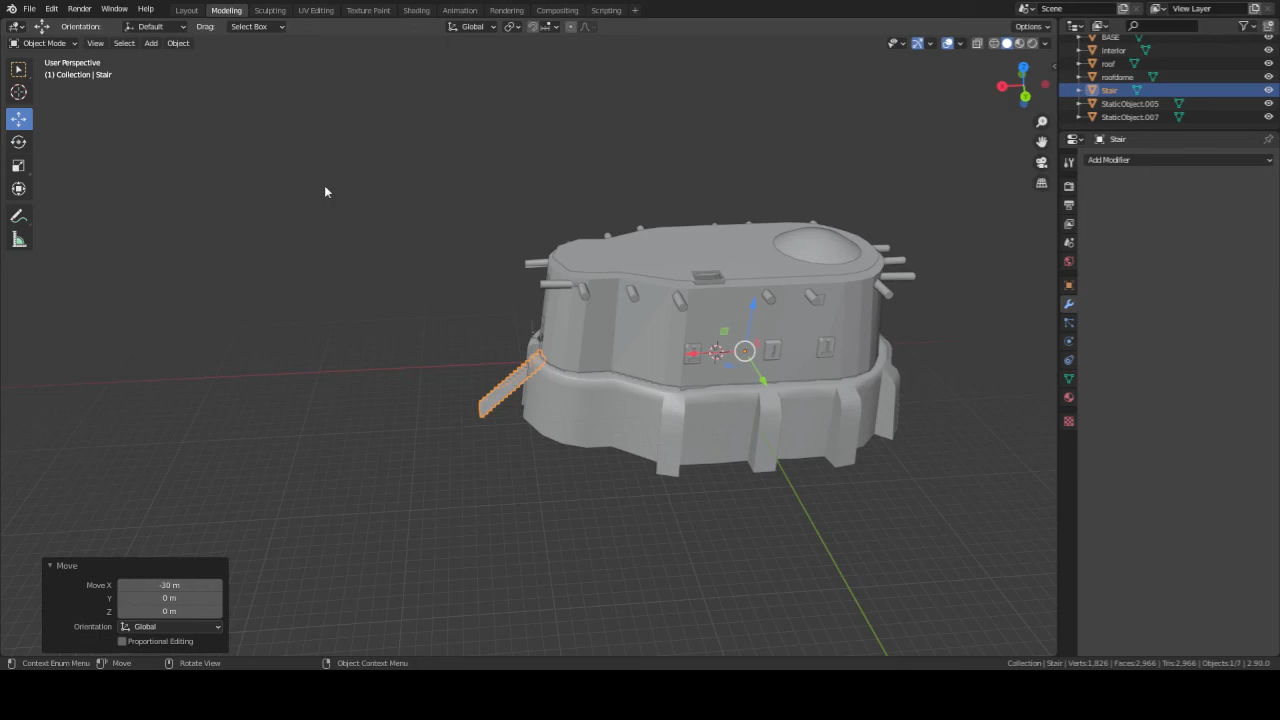 File Edit Render Window Help Layout Modeling Sculpting UV Editing Texture Paint Shading Animation Rendering Compositing Scripting + Scene View Layer
Orientation: Default Drag: Select Box Global Options
Object Mode View Select Add Object
User Perspective
(1) Collection | Stair
BASE
Interior
roof
roofdome
Stair
StaticObject.005
StaticObject.007
Stair
Add Modifier
Move
Move X -30 m
Y 0 m
Z 0 m
Orientation Global
Proportional Editing
Context Enum Menu Move Rotate View Object Context Menu Collection | Stair | Verts:1,826 | Faces:2,966 | Tris:2,966 | Objects:1/7 | 2.90.0